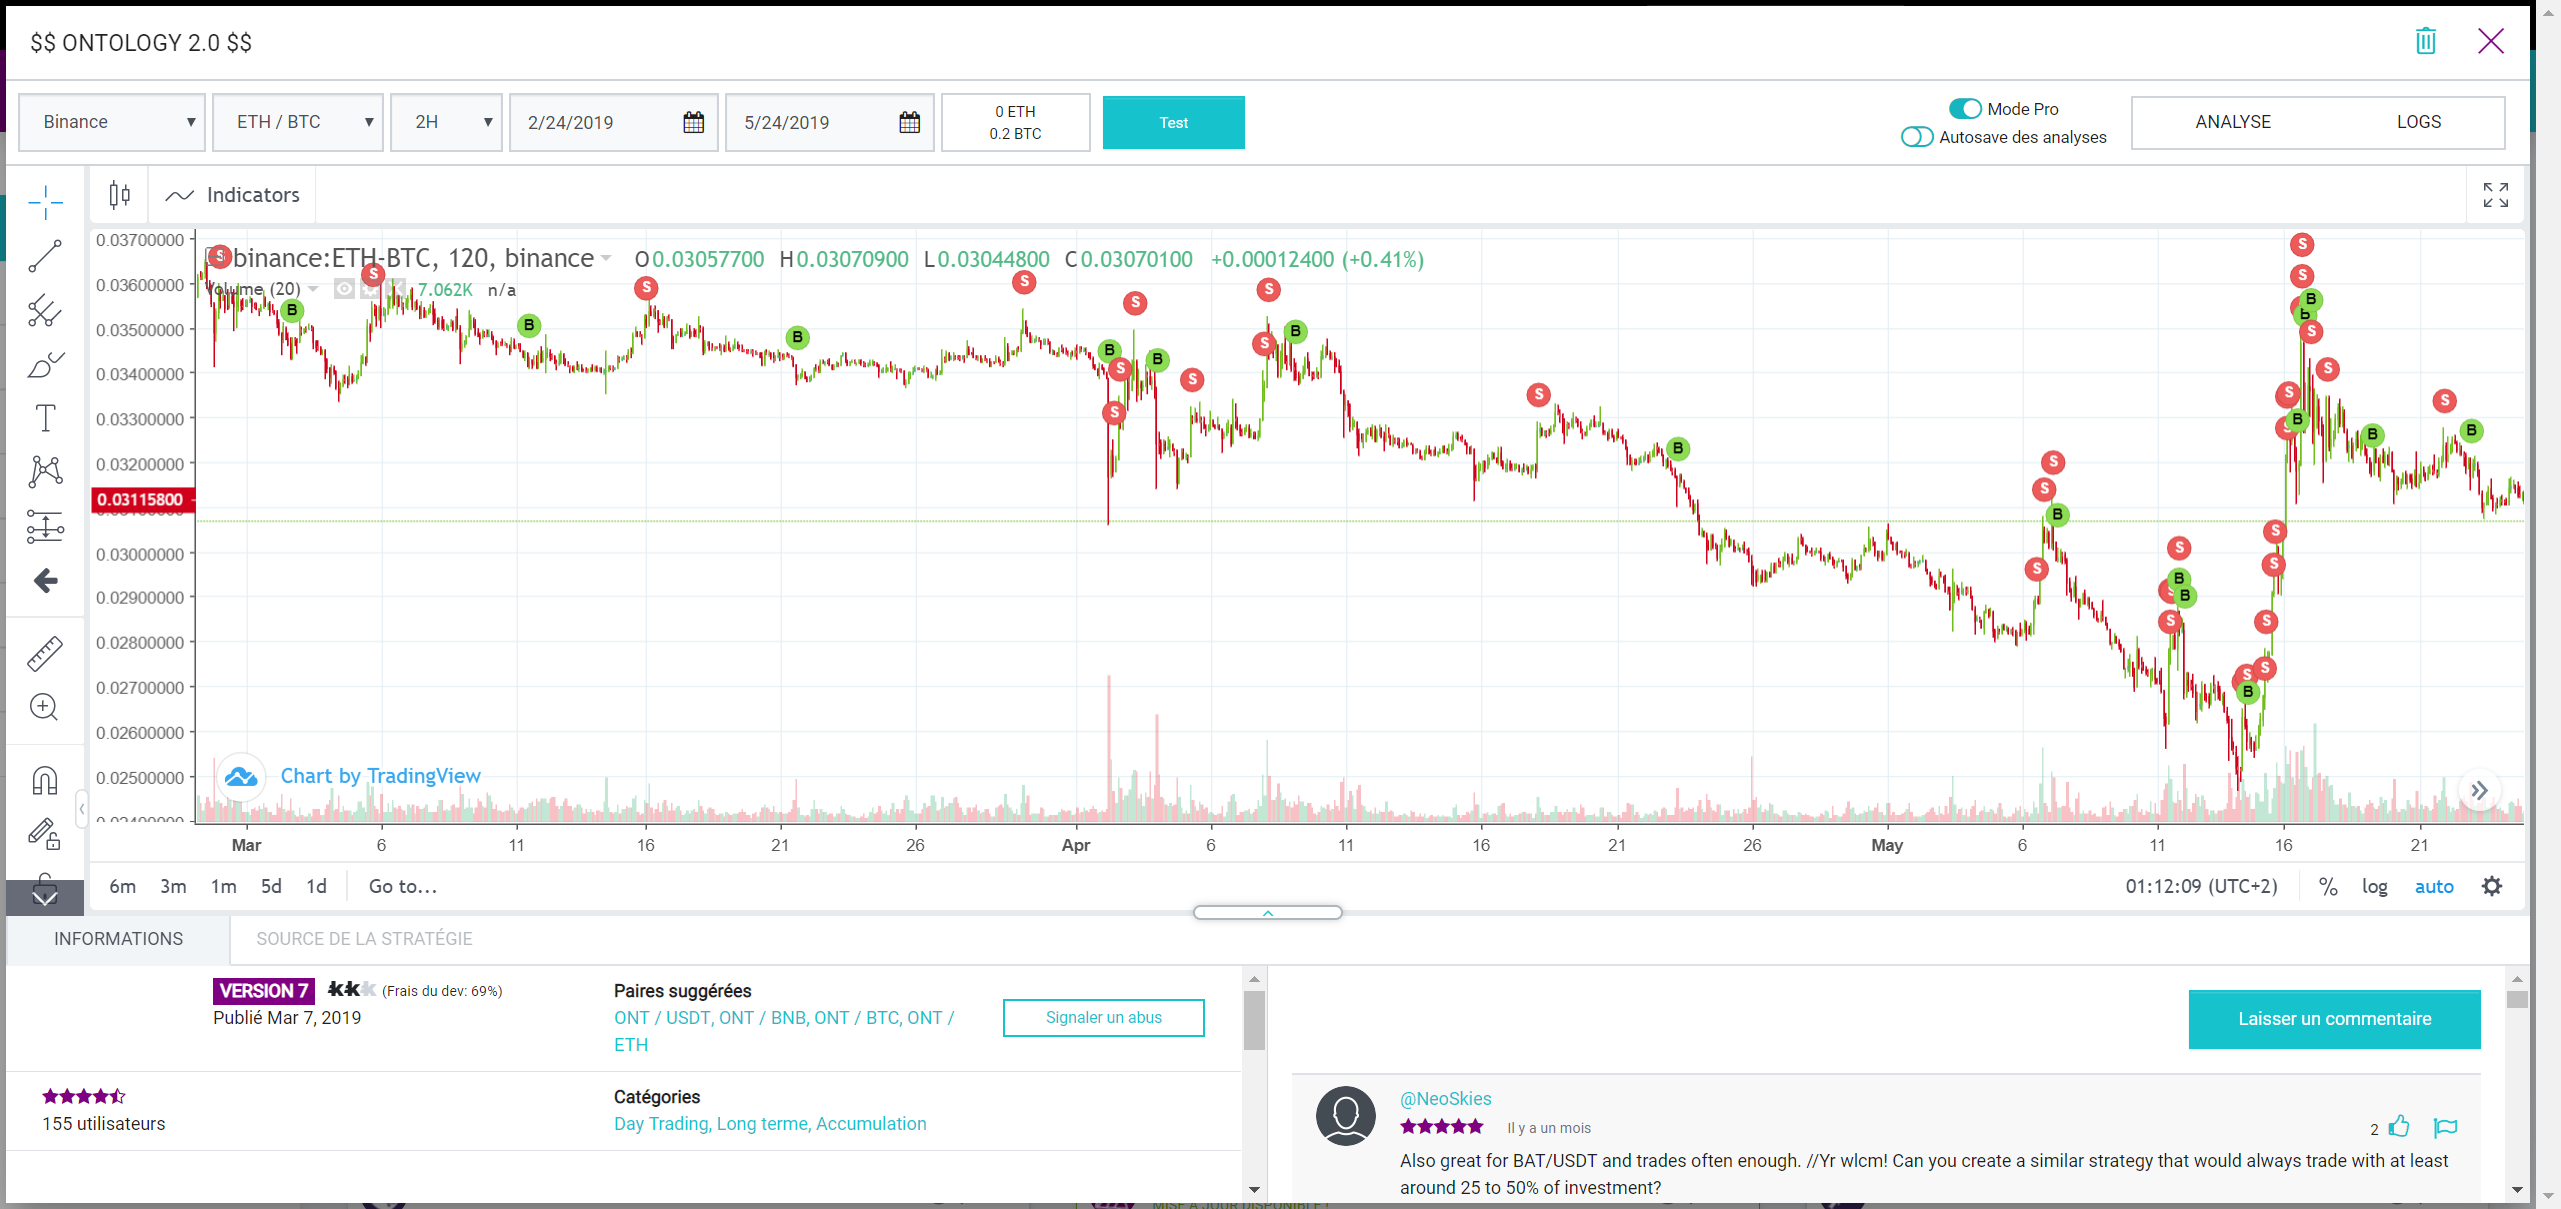 $$ ONTOLOGY 2.0 $$
Binance ETH / BTC 2H 2/24/2019 5/24/2019 0 ETH 0.2 BTC Test Mode Pro Autosave des analyses ANALYSE LOGS
Indicators
binance:ETH-BTC, 120, binance O0.03057700 H0.03070900 L0.03044800 C0.03070100 +0.00012400 (+0.41%)
Volume (20) 7.062K n/a
0.03700000
0.03600000
0.03500000
0.03400000
0.03300000
0.03200000
0.03115800
0.03000000
0.02900000
0.02800000
0.02700000
0.02600000
0.02500000
0.02400000
S S S S S S S S S S S S S S S S S S S S S S S S S S S S S S
B B B B B B B B B B B B B B B B
Chart by TradingView
Mar 6 11 16 21 26 Apr 6 11 16 21 26 May 6 11 16 21
6m 3m 1m 5d 1d Go to... 01:12:09 (UTC+2) % log auto
INFORMATIONS SOURCE DE LA STRATÉGIE
VERSION 7 (Frais du dev: 69%)
Publié Mar 7, 2019
Paires suggérées
ONT / USDT, ONT / BNB, ONT / BTC, ONT /
ETH
Signaler un abus
155 utilisateurs
Catégories
Day Trading, Long terme, Accumulation
Laisser un commentaire
@NeoSkies
Il y a un mois
2
Also great for BAT/USDT and trades often enough. //Yr wlcm! Can you create a similar strategy that would always trade with at least
around 25 to 50% of investment?
MISE À JOUR DISPONIBLE !